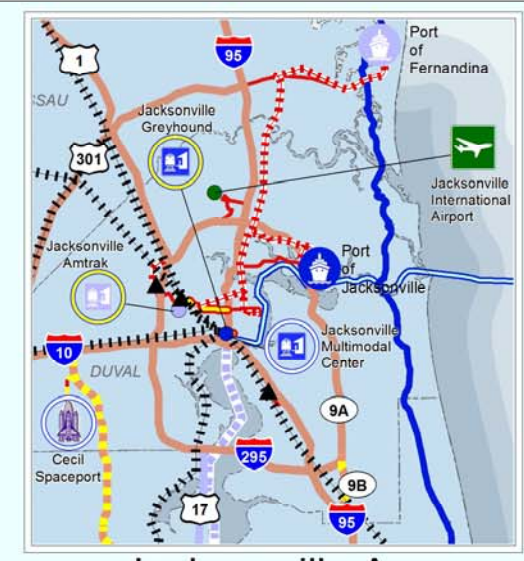 1
95
Port
of
Fernandina
SSAU
Jacksonville
Greyhound
301
Jacksonville
International
Airport
Jacksonville
Amtrak
Port
of
Jacksonville
10
DUVAL
Jacksonville
Multimodal
Center
9A
Cecil
Spaceport
295
9B
17
95